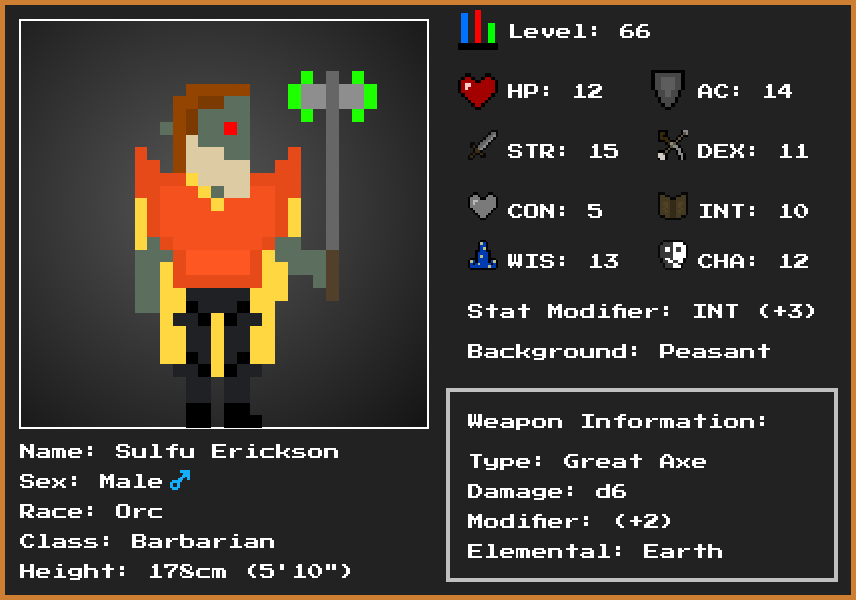 Level: 66
HP: 12
AC: 14
STR: 15
DEX: 11
CON: 5
INT: 10
WIS: 13
CHA: 12
Stat Modifier: INT (+3)
Background: Peasant
Weapon Information:
Type: Great Axe
Damage: d6
Modifier: (+2)
Elemental: Earth
Name: Sulfu Erickson
Sex: Male♂
Race: Orc
Class: Barbarian
Height: 178cm (5'10")